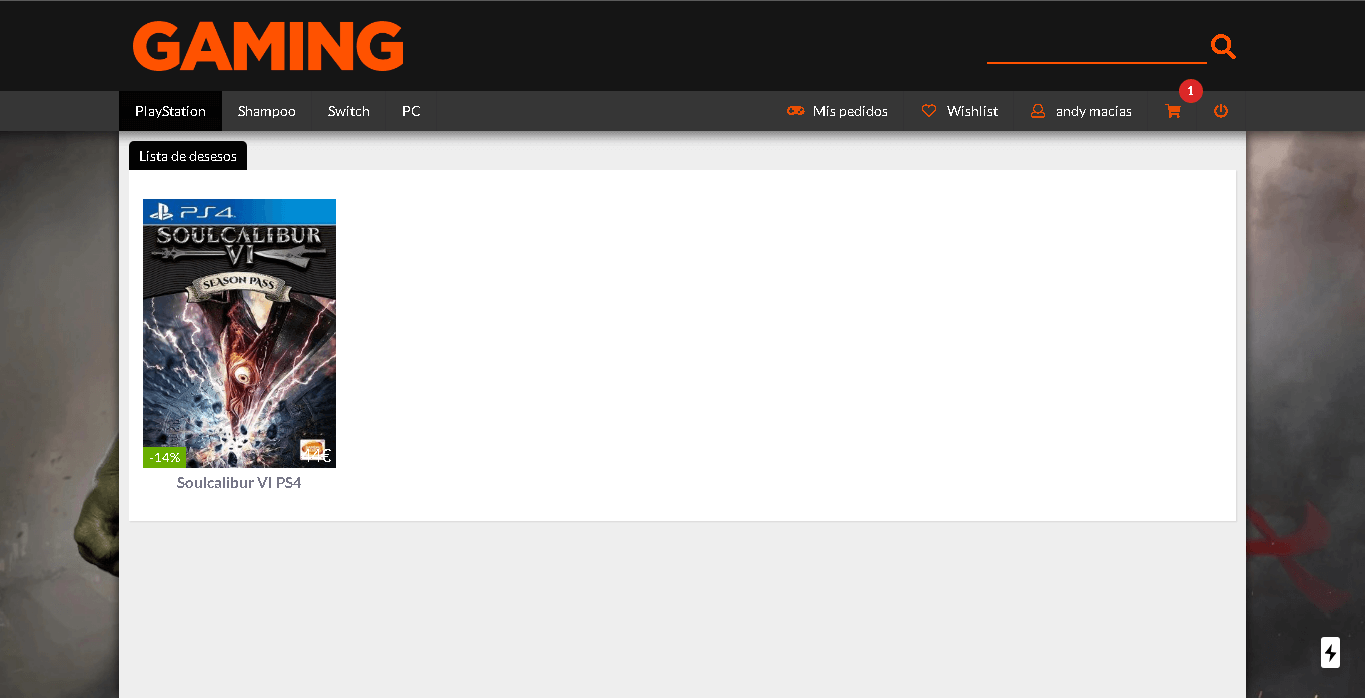 GAMING
1
PlayStation Shampoo Switch PC Mis pedidos Wishlist andy macias
Lista de desesos
PS4
SOULCALIBUR
VI
SEASON PASS
-14% 44€
Soulcalibur VI PS4